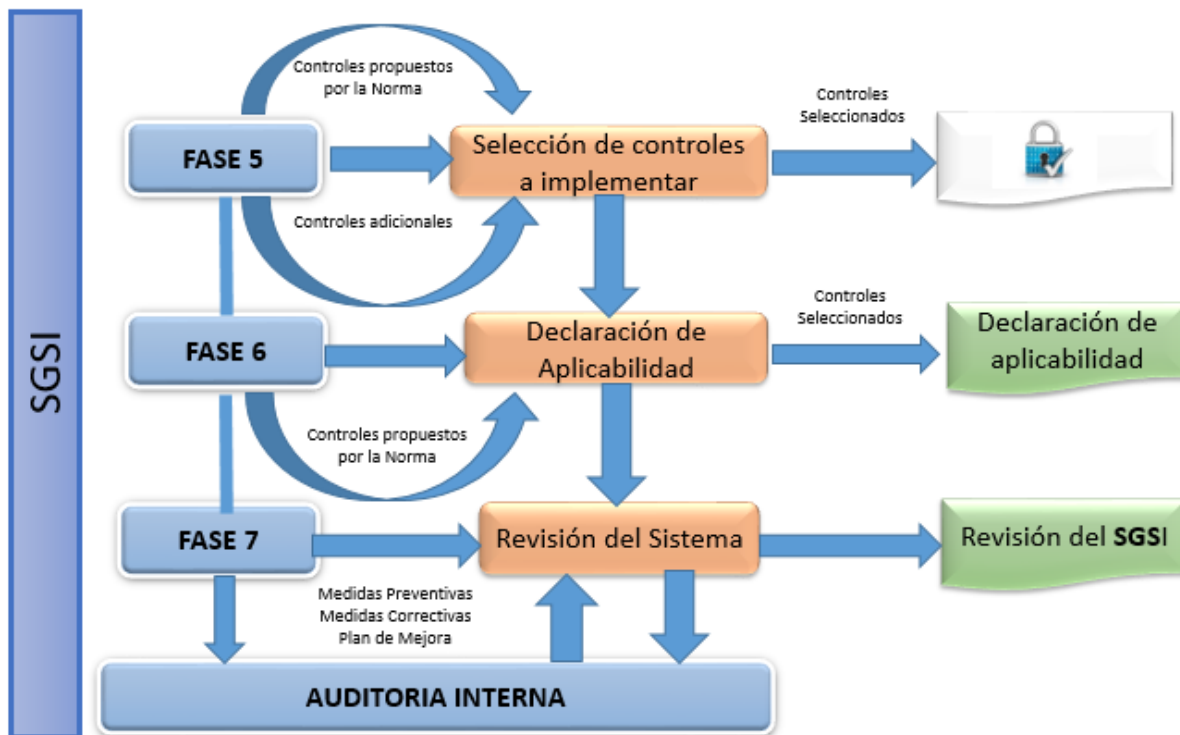 SGSI
Controles propuestos
por la Norma
Controles
Seleccionados
FASE 5
Selección de controles
a implementar
Controles adicionales
Controles
Seleccionados
FASE 6
Declaración de
Aplicabilidad
Declaración de
aplicabilidad
Controles propuestos
por la Norma
FASE 7
Revisión del Sistema
Revisión del SGSI
Medidas Preventivas
Medidas Correctivas
Plan de Mejora
AUDITORIA INTERNA